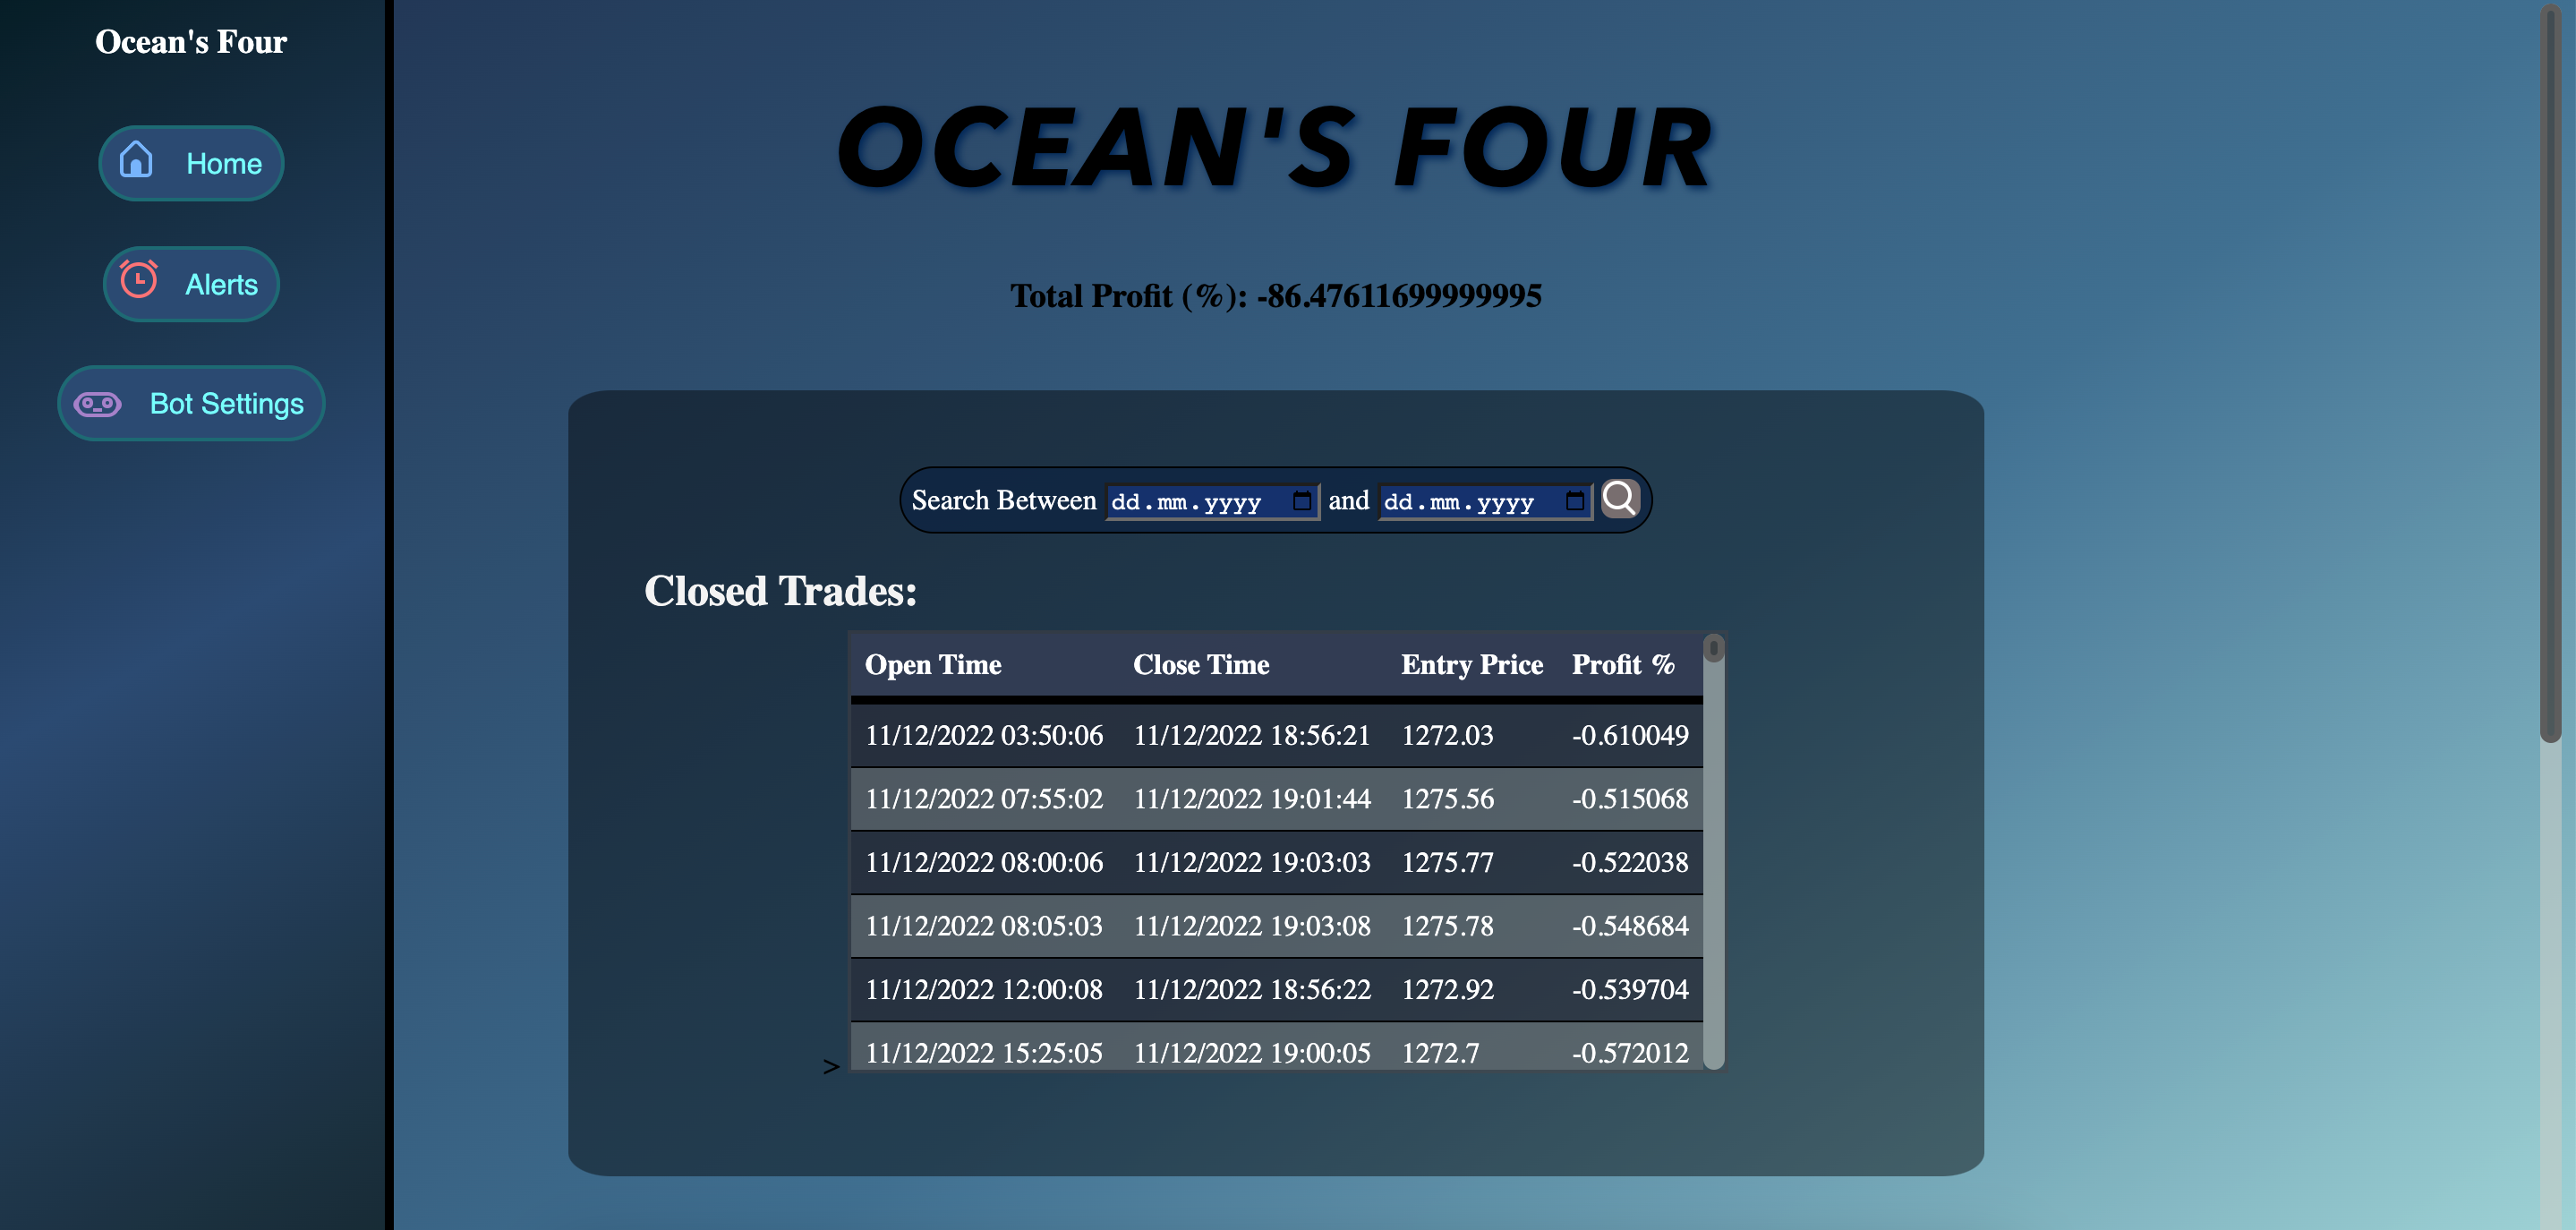 Ocean's Four
Home
Alerts
Bot Settings
OCEAN'S FOUR
Total Profit (%): -86.47611699999995
Search Between dd.mm.yyyy and dd.mm.yyyy
Closed Trades:
Open Time Close Time Entry Price Profit %
11/12/2022 03:50:06 11/12/2022 18:56:21 1272.03 -0.610049
11/12/2022 07:55:02 11/12/2022 19:01:44 1275.56 -0.515068
11/12/2022 08:00:06 11/12/2022 19:03:03 1275.77 -0.522038
11/12/2022 08:05:03 11/12/2022 19:03:08 1275.78 -0.548684
11/12/2022 12:00:08 11/12/2022 18:56:22 1272.92 -0.539704
> 11/12/2022 15:25:05 11/12/2022 19:00:05 1272.7 -0.572012